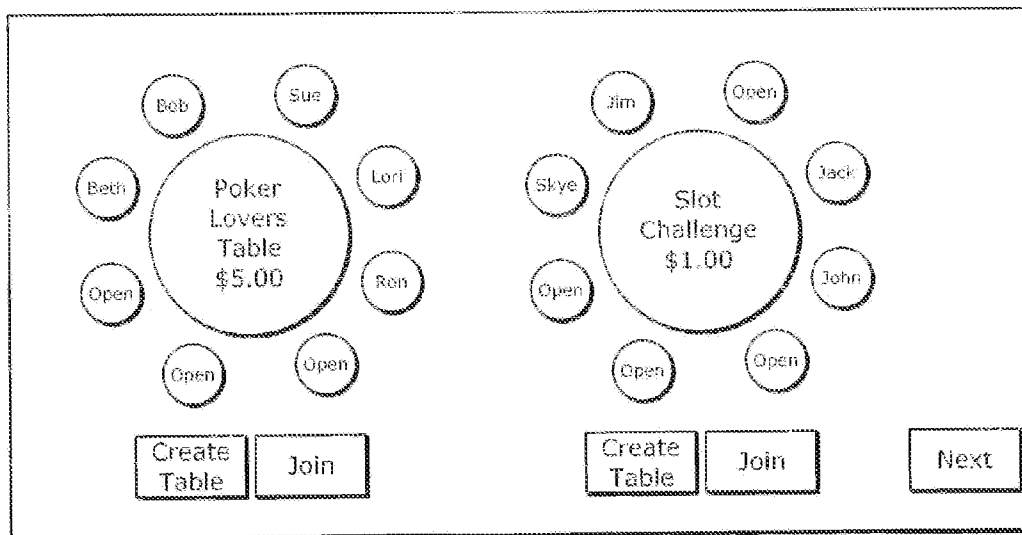 Bob
Sue
Beth
Lori
Poker
Lovers
Table
$5.00
Open
Ron
Open
Open
Create
Table
Join
Jim
Open
Skye
Jack
Slot
Challenge
$1.00
Open
John
Open
Open
Create
Table
Join
Next